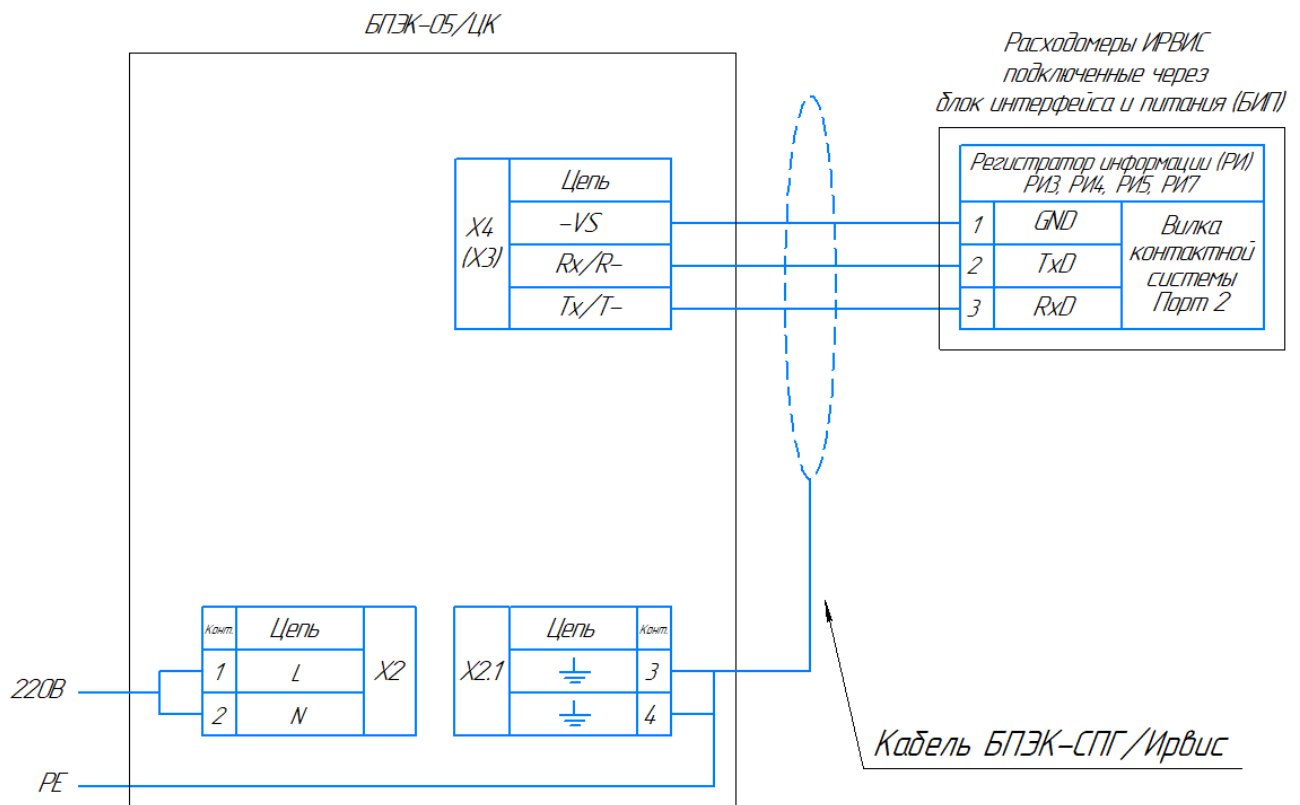 БПЭК-05/ЦК
Расходомеры ИРВИС
подключенные через
блок интерфейса и питания (БИП)
Регистратор информации (РИ)
РИ3, РИ4, РИ5, РИ7
X4
(X3)
Цепь
-VS
Rx/R-
Tx/T-
1
GND
2
TxD
3
RxD
Вилка
контактной
системы
Порт 2
Конт.
Цепь
1
L
2
N
X2
X2.1
Цепь
Конт.
3
4
220В
PE
Кабель БПЭК-СПГ/Ирвис